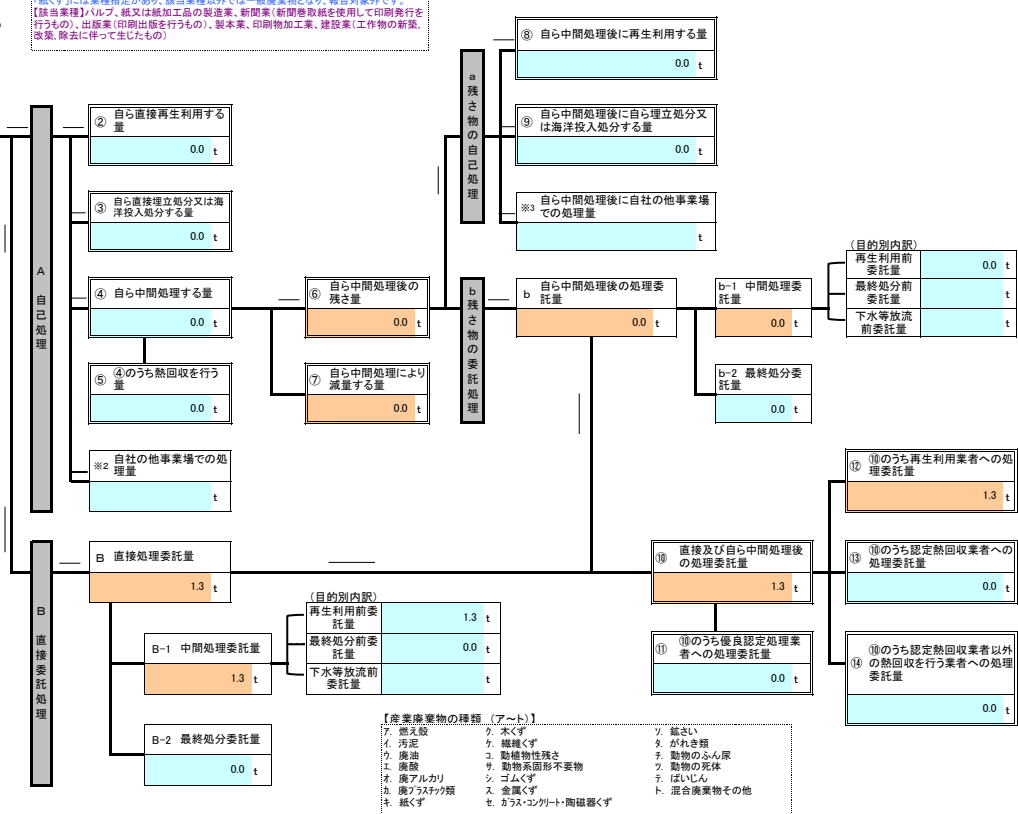 「紙くず」には業種指定があり、該当業種以外では一般廃棄物となり、報告対象外です。
【該当業種】パルプ、紙又は紙加工品の製造業、新聞業(新聞巻取紙を使用して印刷発行を
行うもの)、出版業(印刷出版を行うもの)、製本業、印刷物加工業、建設業(工作物の新築、
改築、除去に伴って生じたもの)
a 残さ物の自己処理
⑧ 自ら中間処理後に再生利用する量
0.0 t
⑨ 自ら中間処理後に自ら埋立処分又
は海洋投入処分する量
0.0 t
※3 自ら中間処理後に自社の他事業場
での処理量
t
A 自己処理
② 自ら直接再生利用する
量
0.0 t
③ 自ら直接埋立処分又は海
洋投入処分する量
0.0 t
④ 自ら中間処理する量
0.0 t
⑤ ④のうち熱回収を行う
量
0.0 t
※2 自社の他事業場での処
理量
t
⑥ 自ら中間処理後の
残さ量
0.0 t
⑦ 自ら中間処理により
減量する量
0.0 t
b 残さ物の委託処理
b 自ら中間処理後の処理委
託量
0.0 t
b-1 中間処理委
託量
0.0 t
(目的別内訳)
再生利用前
委託量 0.0 t
最終処分前
委託量 t
下水等放流
前委託量 t
b-2 最終処分委
託量
0.0 t
B 直接委託処理
B 直接処理委託量
1.3 t
B-1 中間処理委託量
1.3 t
(目的別内訳)
再生利用前委
託量 1.3 t
最終処分前委
託量 0.0 t
下水等放流前
委託量 t
B-2 最終処分委託量
0.0 t
⑩ 直接及び自ら中間処理後
の処理委託量
1.3 t
⑪ ⑩のうち優良認定処理業
者への処理委託量
0.0 t
⑫ ⑩のうち再生利用業者への処
理委託量
1.3 t
⑬ ⑩のうち認定熱回収業者への
処理委託量
0.0 t
⑭ ⑩のうち認定熱回収業者以外
の熱回収を行う業者への処理
委託量
0.0 t
【産業廃棄物の種類 (ア~ト)】
ア. 燃え殻 ク. 木くず ソ. 鉱さい
イ. 汚泥 ケ. 繊維くず タ. がれき類
ウ. 廃油 コ. 動植物性残さ チ. 動物のふん尿
エ. 廃酸 サ. 動物系固形不要物 ツ. 動物の死体
オ. 廃アルカリ シ. ゴムくず テ. ばいじん
カ. 廃プラスチック類 ス. 金属くず ト. 混合廃棄物その他
キ. 紙くず セ. ガラス・コンクリート・陶磁器くず